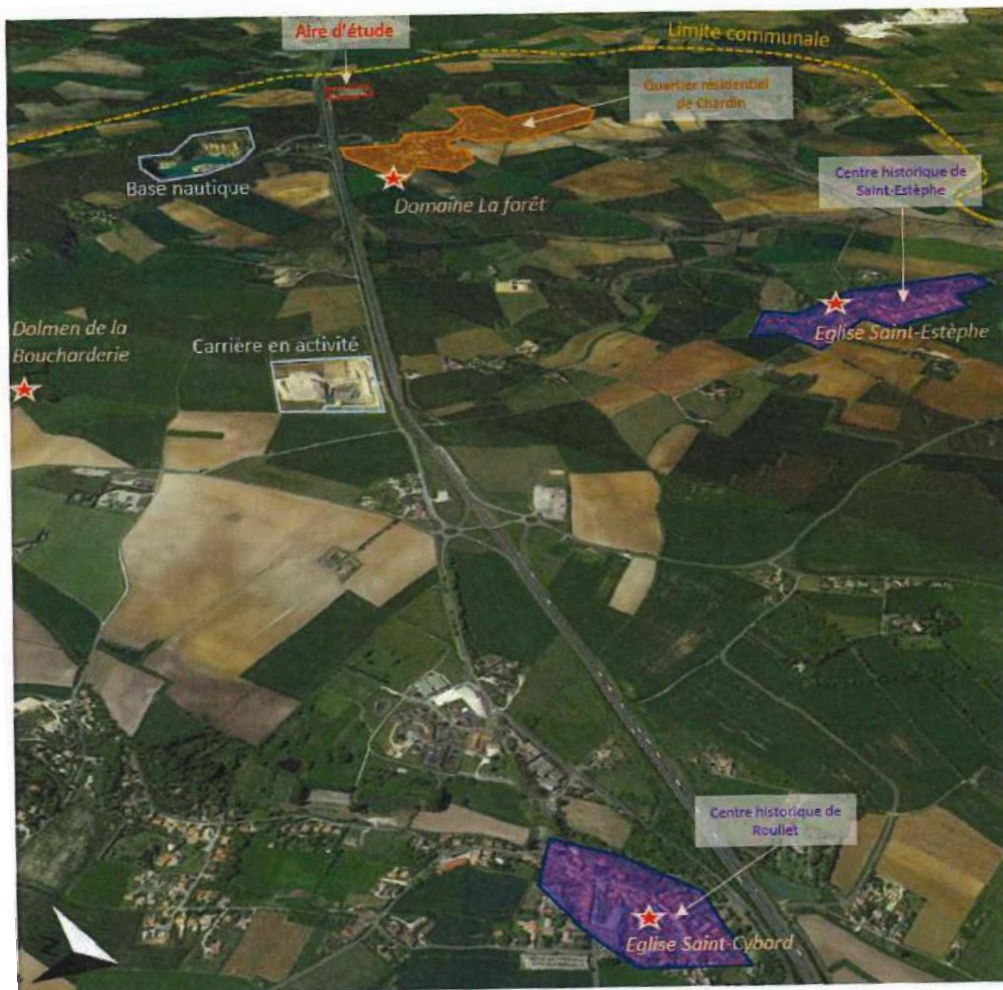 Aire d'étude
Limite communale
Quartier résidentiel
de Chardin
Base nautique
Domaine La forêt
Centre historique de
Saint-Estèphe
Eglise Saint-Estèphe
Dolmen de la
Boucharderie
Carrière en activité
Centre historique de
Roullet
Eglise Saint-Cybard
N